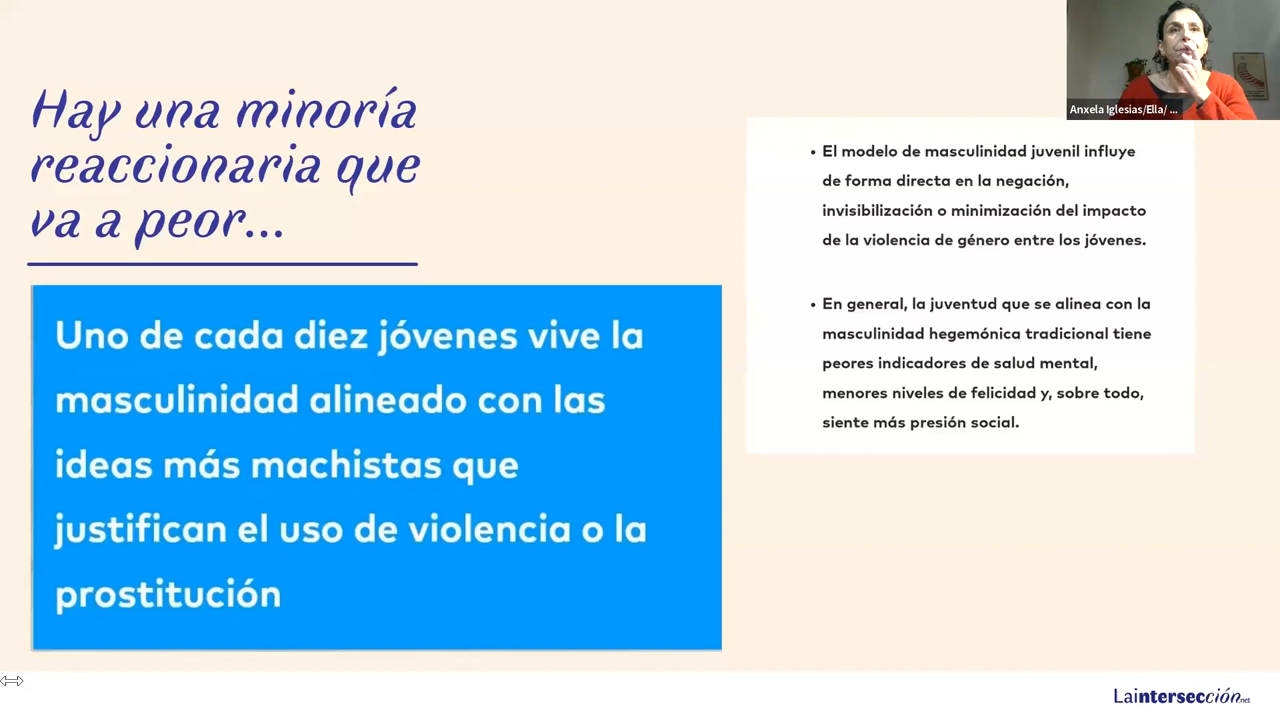 Hay una minoría
reaccionaria que
va a peor...
Uno de cada diez jóvenes vive la
masculinidad alineado con las
ideas más machistas que
justifican el uso de violencia o la
prostitución
Anxela Iglesias/Ella/ ...
• El modelo de masculinidad juvenil influye
de forma directa en la negación,
invisibilización o minimización del impacto
de la violencia de género entre los jóvenes.
• En general, la juventud que se alinea con la
masculinidad hegemónica tradicional tiene
peores indicadores de salud mental,
menores niveles de felicidad y, sobre todo,
siente más presión social.
Laintersección.net